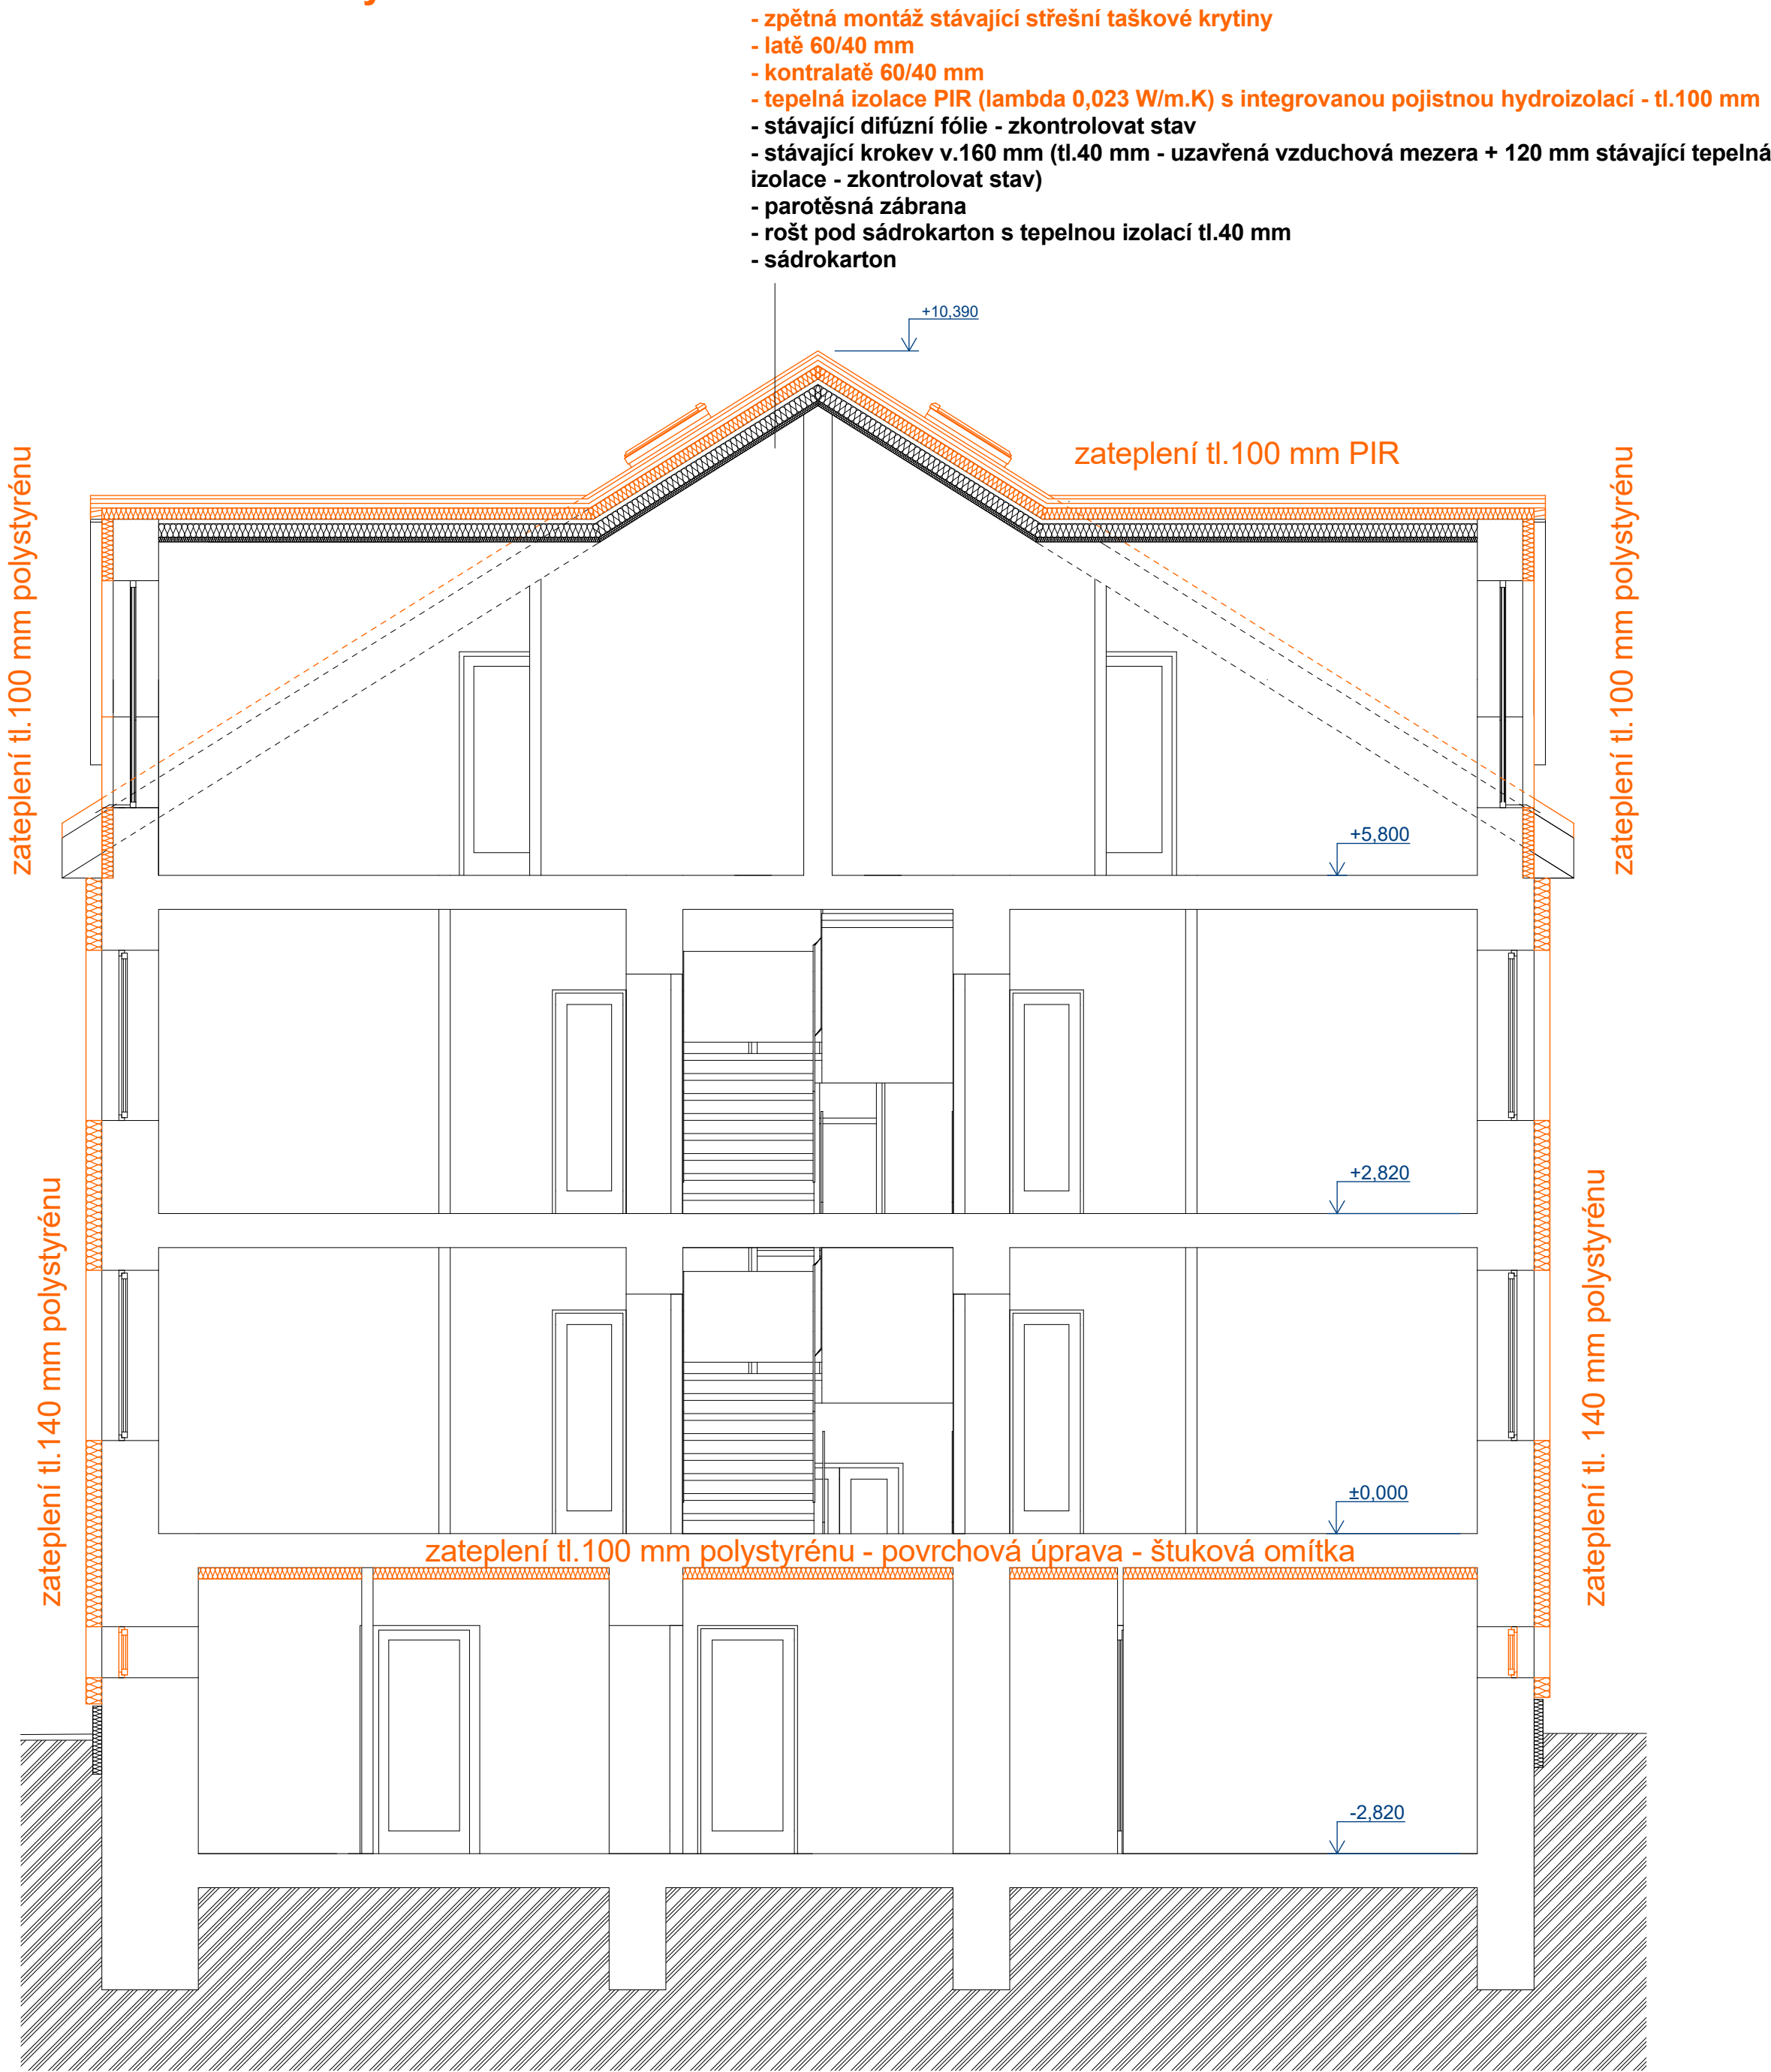 - zpětná montáž stávající střešní taškové krytiny
- latě 60/40 mm
- kontralatě 60/40 mm
- tepelná izolace PIR (lambda 0,023 W/m.K) s integrovanou pojistnou hydroizolací - tl.100 mm
- stávající difúzní fólie - zkontrolovat stav
- stávající krokev v.160 mm (tl.40 mm - uzavřená vzduchová mezera + 120 mm stávající tepelná
izolace - zkontrolovat stav)
- parotěsná zábrana
- rošt pod sádrokarton s tepelnou izolací tl.40 mm
- sádrokarton
+10,390
zateplení tl.100 mm PIR
zateplení tl.100 mm polystyrénu
zateplení tl.100 mm polystyrénu
+5,800
+2,820
zateplení tl.140 mm polystyrénu
zateplení tl. 140 mm polystyrénu
±0,000
zateplení tl.100 mm polystyrénu - povrchová úprava - štuková omítka
-2,820